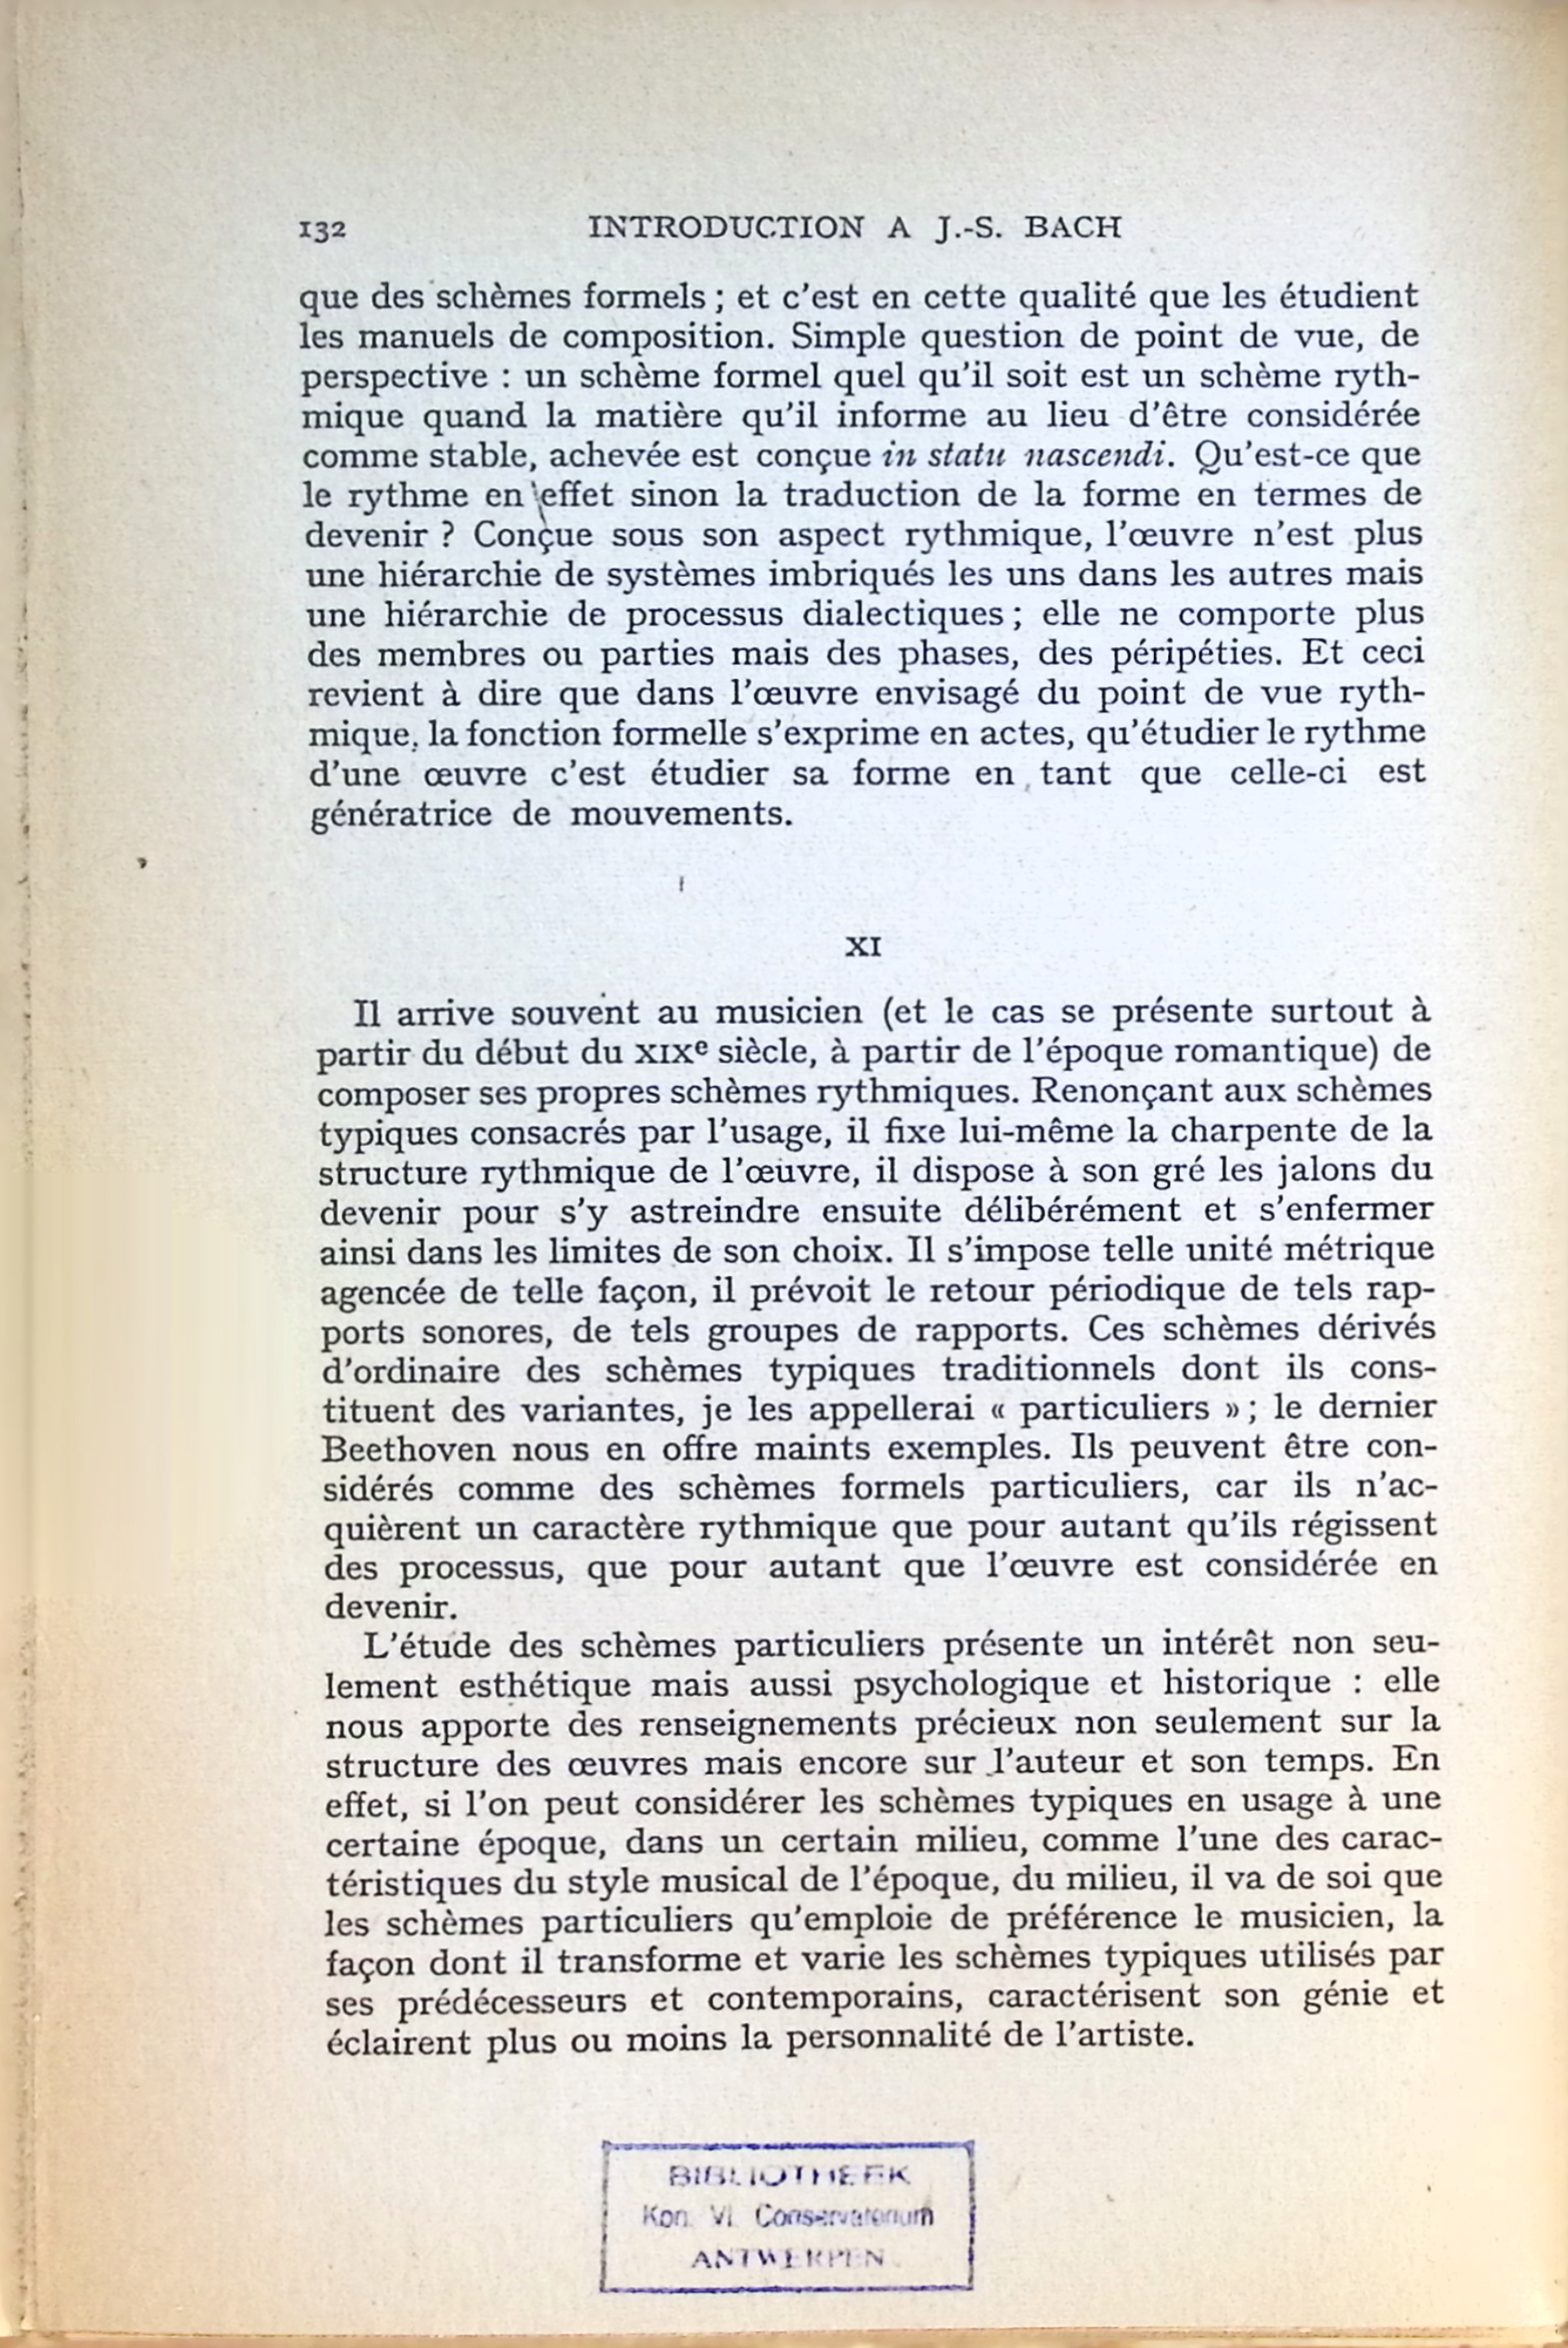 132 INTRODUCTION A J.-S. BACH
que des schèmes formels ; et c'est en cette qualité que les étudient
les manuels de composition. Simple question de point de vue, de
perspective : un schème formel quel qu'il soit est un schème ryth-
mique quand la matière qu'il informe au lieu d'être considérée
comme stable, achevée est conçue in statu nascendi. Qu'est-ce que
le rythme en effet sinon la traduction de la forme en termes de
devenir ? Conçue sous son aspect rythmique, l'œuvre n'est plus
une hiérarchie de systèmes imbriqués les uns dans les autres mais
une hiérarchie de processus dialectiques ; elle ne comporte plus
des membres ou parties mais des phases, des péripéties. Et ceci
revient à dire que dans l'œuvre envisagé du point de vue ryth-
mique, la fonction formelle s'exprime en actes, qu'étudier le rythme
d'une œuvre c'est étudier sa forme en tant que celle-ci est
génératrice de mouvements.
XI
Il arrive souvent au musicien (et le cas se présente surtout à
partir du début du XIXe siècle, à partir de l'époque romantique) de
composer ses propres schèmes rythmiques. Renonçant aux schèmes
typiques consacrés par l'usage, il fixe lui-même la charpente de la
structure rythmique de l'œuvre, il dispose à son gré les jalons du
devenir pour s'y astreindre ensuite délibérément et s'enfermer
ainsi dans les limites de son choix. Il s'impose telle unité métrique
agencée de telle façon, il prévoit le retour périodique de tels rap-
ports sonores, de tels groupes de rapports. Ces schèmes dérivés
d'ordinaire des schèmes typiques traditionnels dont ils cons-
tituent des variantes, je les appellerai « particuliers » ; le dernier
Beethoven nous en offre maints exemples. Ils peuvent être con-
sidérés comme des schèmes formels particuliers, car ils n'ac-
quièrent un caractère rythmique que pour autant qu'ils régissent
des processus, que pour autant que l'œuvre est considérée en
devenir.
L'étude des schèmes particuliers présente un intérêt non seu-
lement esthétique mais aussi psychologique et historique : elle
nous apporte des renseignements précieux non seulement sur la
structure des œuvres mais encore sur l'auteur et son temps. En
effet, si l'on peut considérer les schèmes typiques en usage à une
certaine époque, dans un certain milieu, comme l'une des carac-
téristiques du style musical de l'époque, du milieu, il va de soi que
les schèmes particuliers qu'emploie de préférence le musicien, la
façon dont il transforme et varie les schèmes typiques utilisés par
ses prédécesseurs et contemporains, caractérisent son génie et
éclairent plus ou moins la personnalité de l'artiste.
BIBLIOTHEEK
Kon. Vl. Conservatorium
ANTWERPEN